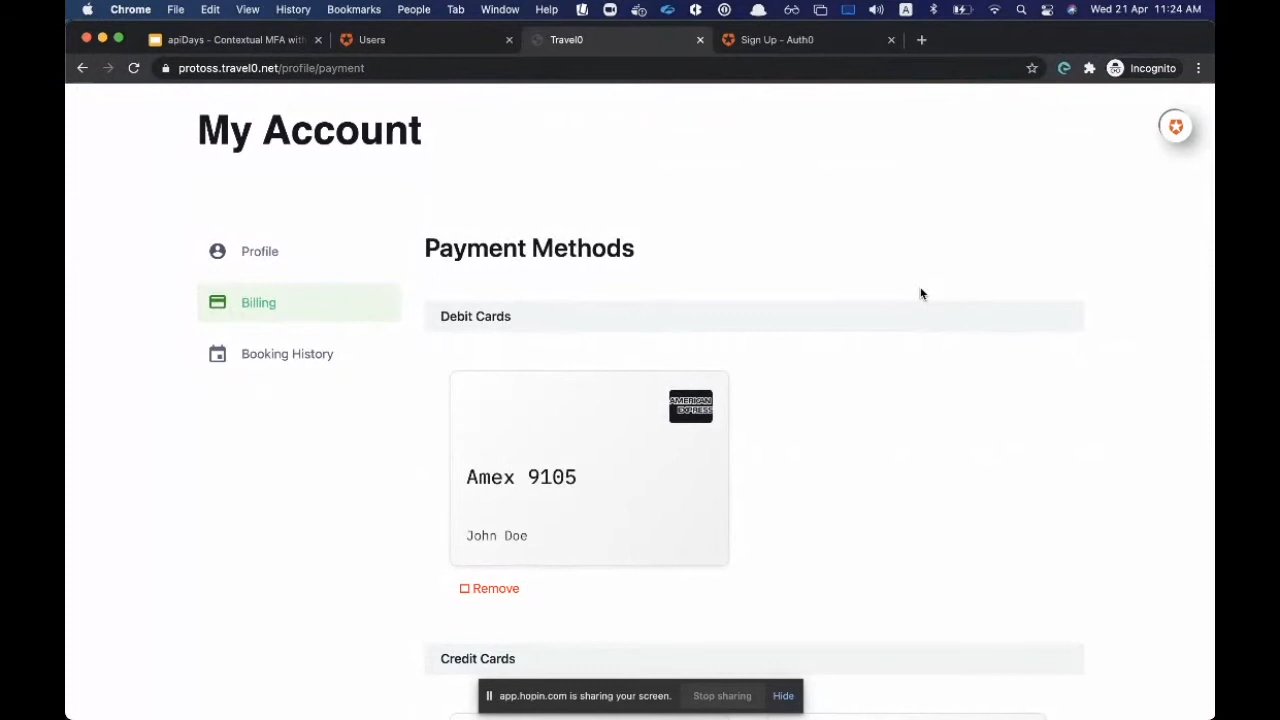 Chrome File Edit View History Bookmarks People Tab Window Help A Wed 21 Apr 11:24 AM
apiDays - Contextual MFA with Users Travel0 Sign Up - Auth0
protoss.travel0.net/profile/payment Incognito
My Account
Profile
Billing
Booking History
Payment Methods
Debit Cards
AMERICAN
EXPRESS
Amex 9105
John Doe
Remove
Credit Cards
app.hopin.com is sharing your screen. Stop sharing Hide